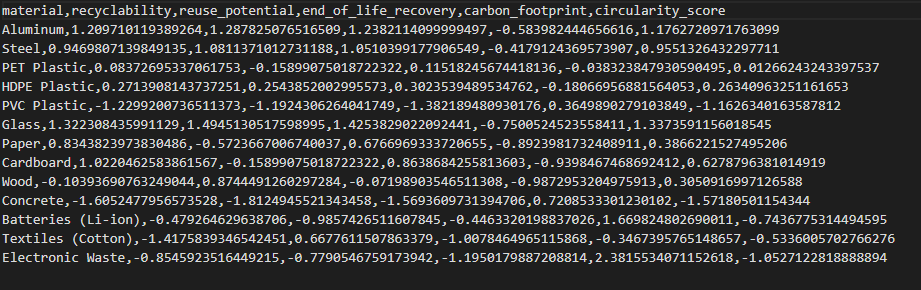 material,recyclability,reuse_potential,end_of_life_recovery,carbon_footprint,circularity_score
Aluminum,1.209710119389264,1.287825076516509,1.2382114099999497,-0.583982444656616,1.1762720971763099
Steel,0.9469807139849135,1.0811371012731188,1.0510399177906549,-0.4179124369573907,0.9551326432297711
PET Plastic,0.08372695337061753,-0.15899075018722322,0.11518245674418136,-0.038323847930590495,0.01266243243397537
HDPE Plastic,0.2713908143737251,0.2543852002995573,0.3023539489534762,-0.18066956881564053,0.26340963251161653
PVC Plastic,-1.2299200736511373,-1.1924306264041749,-1.382189480930176,0.3649890279103849,-1.1626340163587812
Glass,1.322308435991129,1.4945130517598995,1.4253829022092441,-0.7500524523558411,1.3373591156018545
Paper,0.8343823973830486,-0.5723667006740037,0.6766969333720655,-0.8923981732408911,0.3866221527495206
Cardboard,1.0220462583861567,-0.15899075018722322,0.8638684255813603,-0.9398467468692412,0.6278796381014919
Wood,-0.10393690763249044,0.8744491260297284,-0.07198903546511308,-0.9872953204975913,0.3050916997126588
Concrete,-1.6052477956573528,-1.8124945521343458,-1.5693609731394706,0.7208533301230102,-1.57180501154344
Batteries (Li-ion),-0.479264629638706,-0.9857426511607845,-0.4463320198837026,1.669824802690011,-0.7436775314494595
Textiles (Cotton),-1.4175839346542451,0.6677611507863379,-1.0078464965115868,-0.3467395765148657,-0.5336005702766276
Electronic Waste,-0.8545923516449215,-0.7790546759173942,-1.1950179887208814,2.3815534071152618,-1.0527122818888894